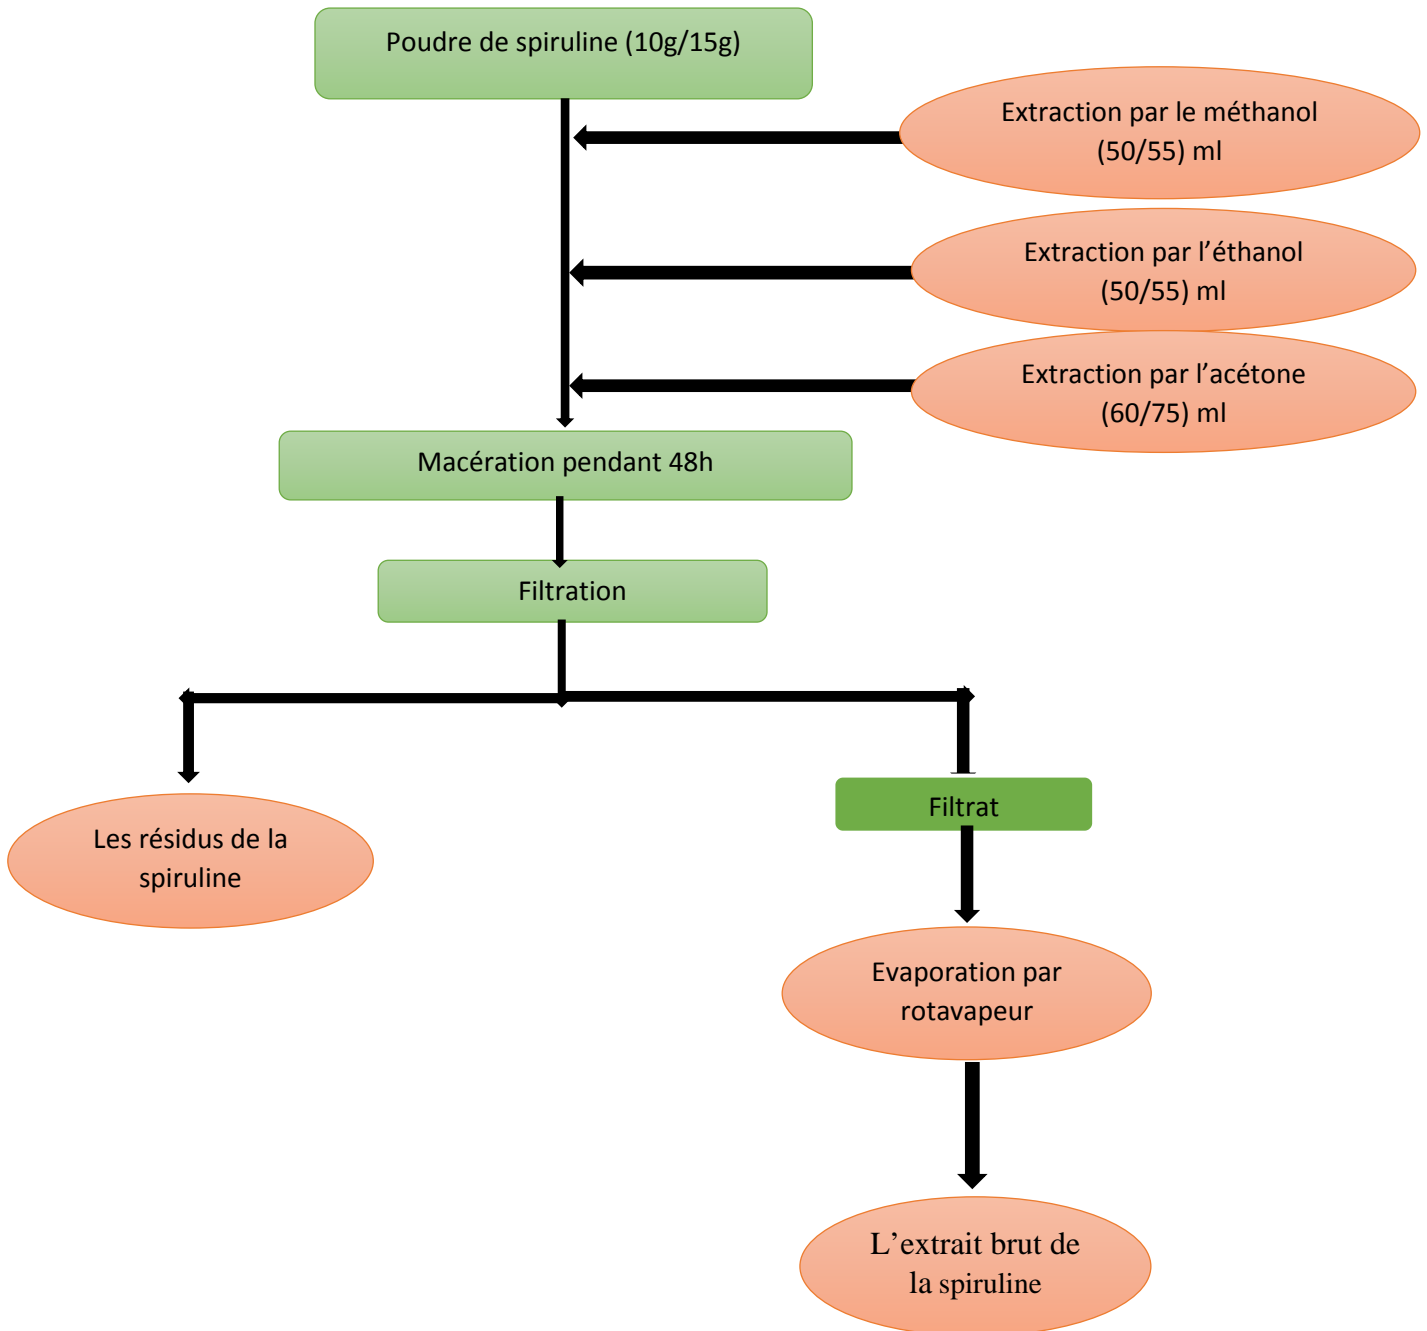 Poudre de spiruline (10g/15g)
Extraction par le méthanol
(50/55) ml
Extraction par l’éthanol
(50/55) ml
Extraction par l’acétone
(60/75) ml
Macération pendant 48h
Filtration
Les résidus de la
spiruline
Filtrat
Evaporation par
rotavapeur
L’extrait brut de
la spiruline